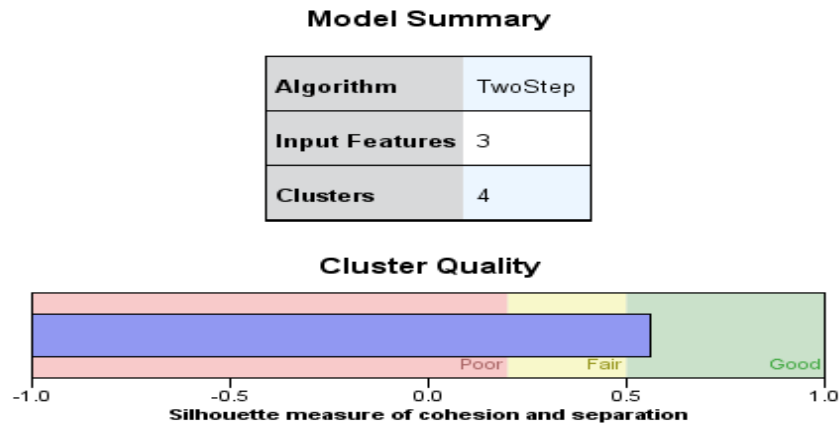 Model Summary
Algorithm TwoStep
Input Features 3
Clusters 4
Cluster Quality
Poor Fair Good
-1.0 -0.5 0.0 0.5 1.0
Silhouette measure of cohesion and separation